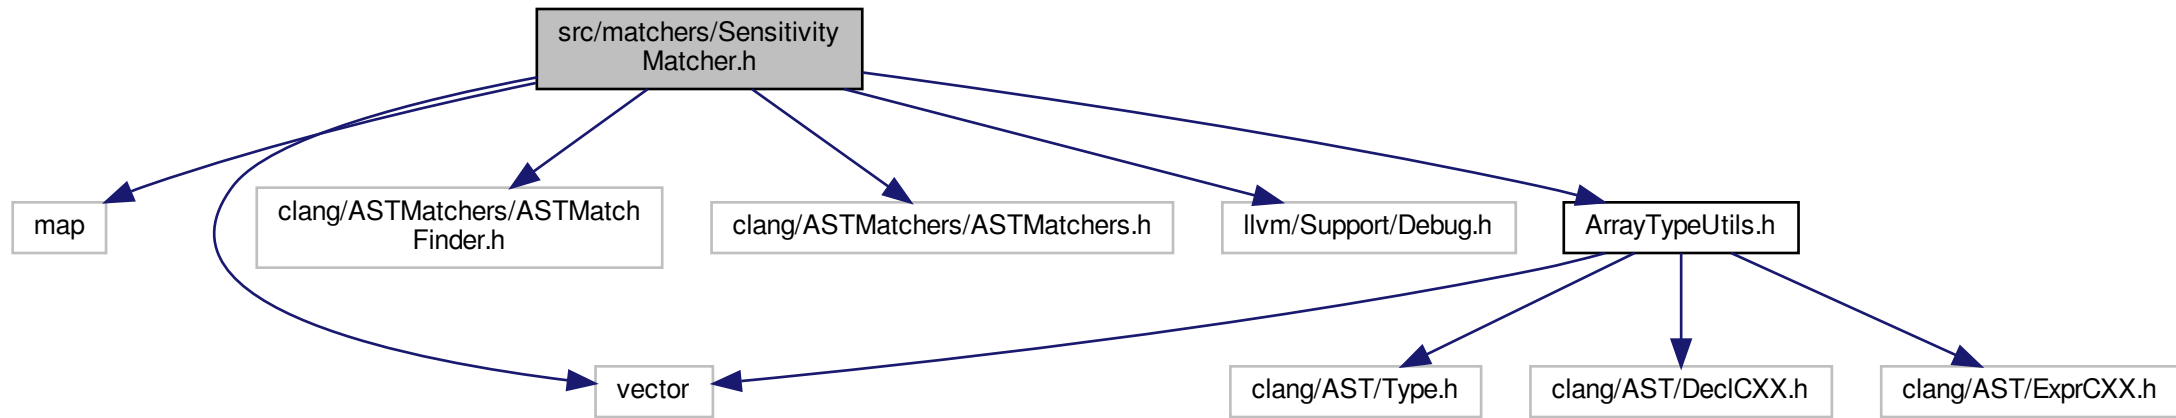 src/matchers/Sensitivity
Matcher.h
map
clang/ASTMatchers/ASTMatch
Finder.h
clang/ASTMatchers/ASTMatchers.h
llvm/Support/Debug.h
ArrayTypeUtils.h
vector
clang/AST/Type.h
clang/AST/DeclCXX.h
clang/AST/ExprCXX.h